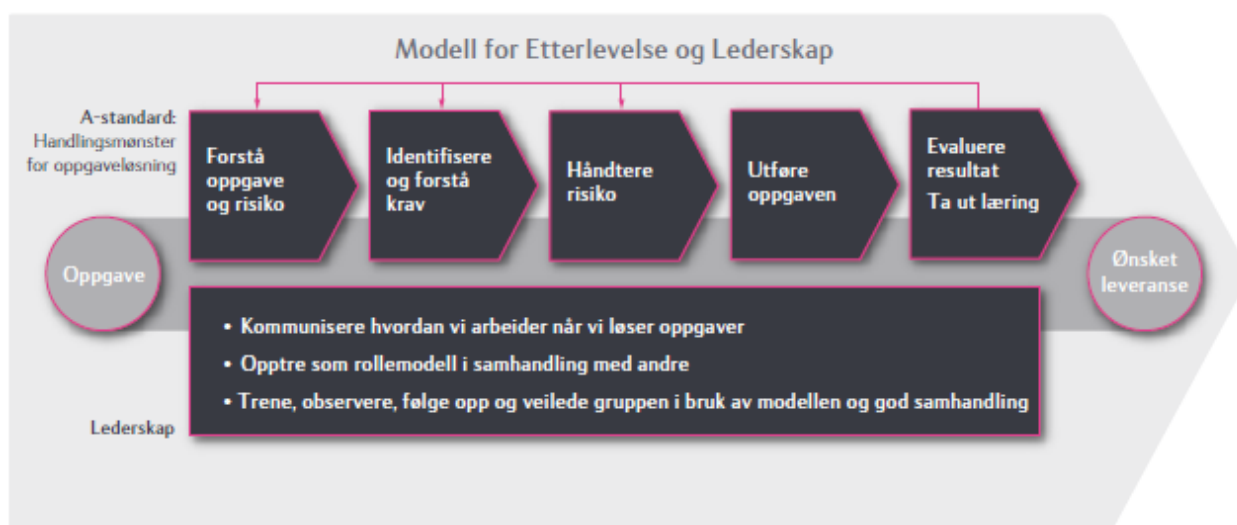 Modell for Etterlevelse og Lederskap
A-standard:
Handlingsmønster
for oppgaveløsning
Forstå
oppgave
og risiko
Identifisere
og forstå
krav
Håndtere
risiko
Utføre
oppgaven
Evaluere
resultat
Ta ut læring
Oppgave
Ønsket
leveranse
• Kommunisere hvordan vi arbeider når vi løser oppgaver
• Opptre som rollemodell i samhandling med andre
• Trene, observere, følge opp og veilede gruppen i bruk av modellen og god samhandling
Lederskap